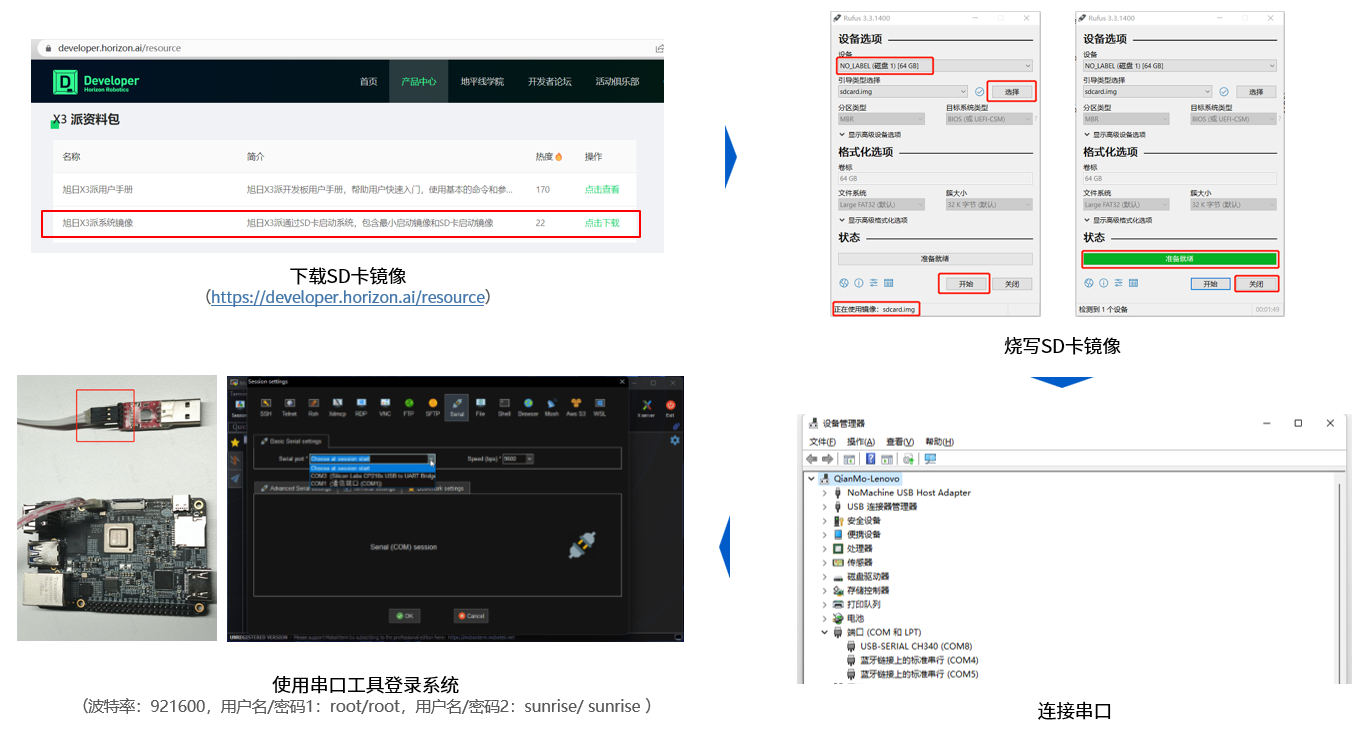 developer.horizon.ai/resource
Developer
Horizon Robotics
首页
产品中心
地平线学院
开发者论坛
活动俱乐部
X3 派资料包
名称
简介
热度
操作
旭日X3派用户手册
旭日X3派开发板用户手册，帮助用户快速入门，使用基本的命令和参...
170
点击查看
旭日X3派系统镜像
旭日X3派通过SD卡启动系统，包含最小启动镜像和SD卡启动镜像
22
点击下载
下载SD卡镜像
（https://developer.horizon.ai/resource）
Rufus 3.3.1400
设备选项
设备
NO_LABEL (磁盘 1) [64 GB]
引导类型选择
sdcard.img
选择
分区类型
目标系统类型
MBR
BIOS (或 UEFI-CSM)
?
显示高级设备选项
格式化选项
卷标
64 GB
文件系统
簇大小
Large FAT32 (默认)
32 K 字节 (默认)
显示高级格式化选项
状态
准备就绪
开始
关闭
正在使用镜像：sdcard.img
Rufus 3.3.1400
设备选项
设备
NO_LABEL (磁盘 1) [64 GB]
引导类型选择
sdcard.img
选择
分区类型
目标系统类型
MBR
BIOS (或 UEFI-CSM)
?
显示高级设备选项
格式化选项
卷标
64 GB
文件系统
簇大小
Large FAT32 (默认)
32 K 字节 (默认)
显示高级格式化选项
状态
准备就绪
开始
关闭
检测到 1 个设备
00:01:49
烧写SD卡镜像
设备管理器
文件(F) 操作(A) 查看(V) 帮助(H)
QianMo-Lenovo
NoMachine USB Host Adapter
USB 连接器管理器
安全设备
便携设备
处理器
传感器
磁盘驱动器
存储控制器
打印队列
电池
端口 (COM 和 LPT)
USB-SERIAL CH340 (COM8)
蓝牙链接上的标准串行 (COM4)
蓝牙链接上的标准串行 (COM5)
连接串口
Session settings
SSH
Telnet
Rsh
Xdmcp
RDP
VNC
FTP
SFTP
Serial
File
Shell
Browser
Mosh
Aws S3
WSL
X server
Exit
Basic Serial settings
Serial port * Choose at session start
Speed (bps) * 9600
Choose at session start
COM3 (Silicon Labs CP210x USB to UART Bridge
COM1 (通信端口 (COM1))
Serial (COM) session
OK
Cancel
UNREGISTERED VERSION - Please support MobaXterm by subscribing to the professional edition here: https://mobaxterm.mobatek.net
使用串口工具登录系统
（波特率：921600，用户名/密码1：root/root，用户名/密码2：sunrise/ sunrise ）